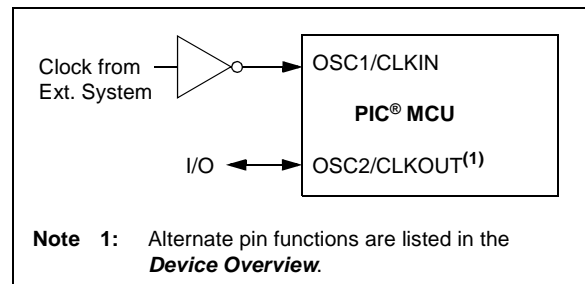 Clock from
Ext. System
OSC1/CLKIN
PIC® MCU
I/O
OSC2/CLKOUT(1)
Note 1: Alternate pin functions are listed in the
Device Overview.